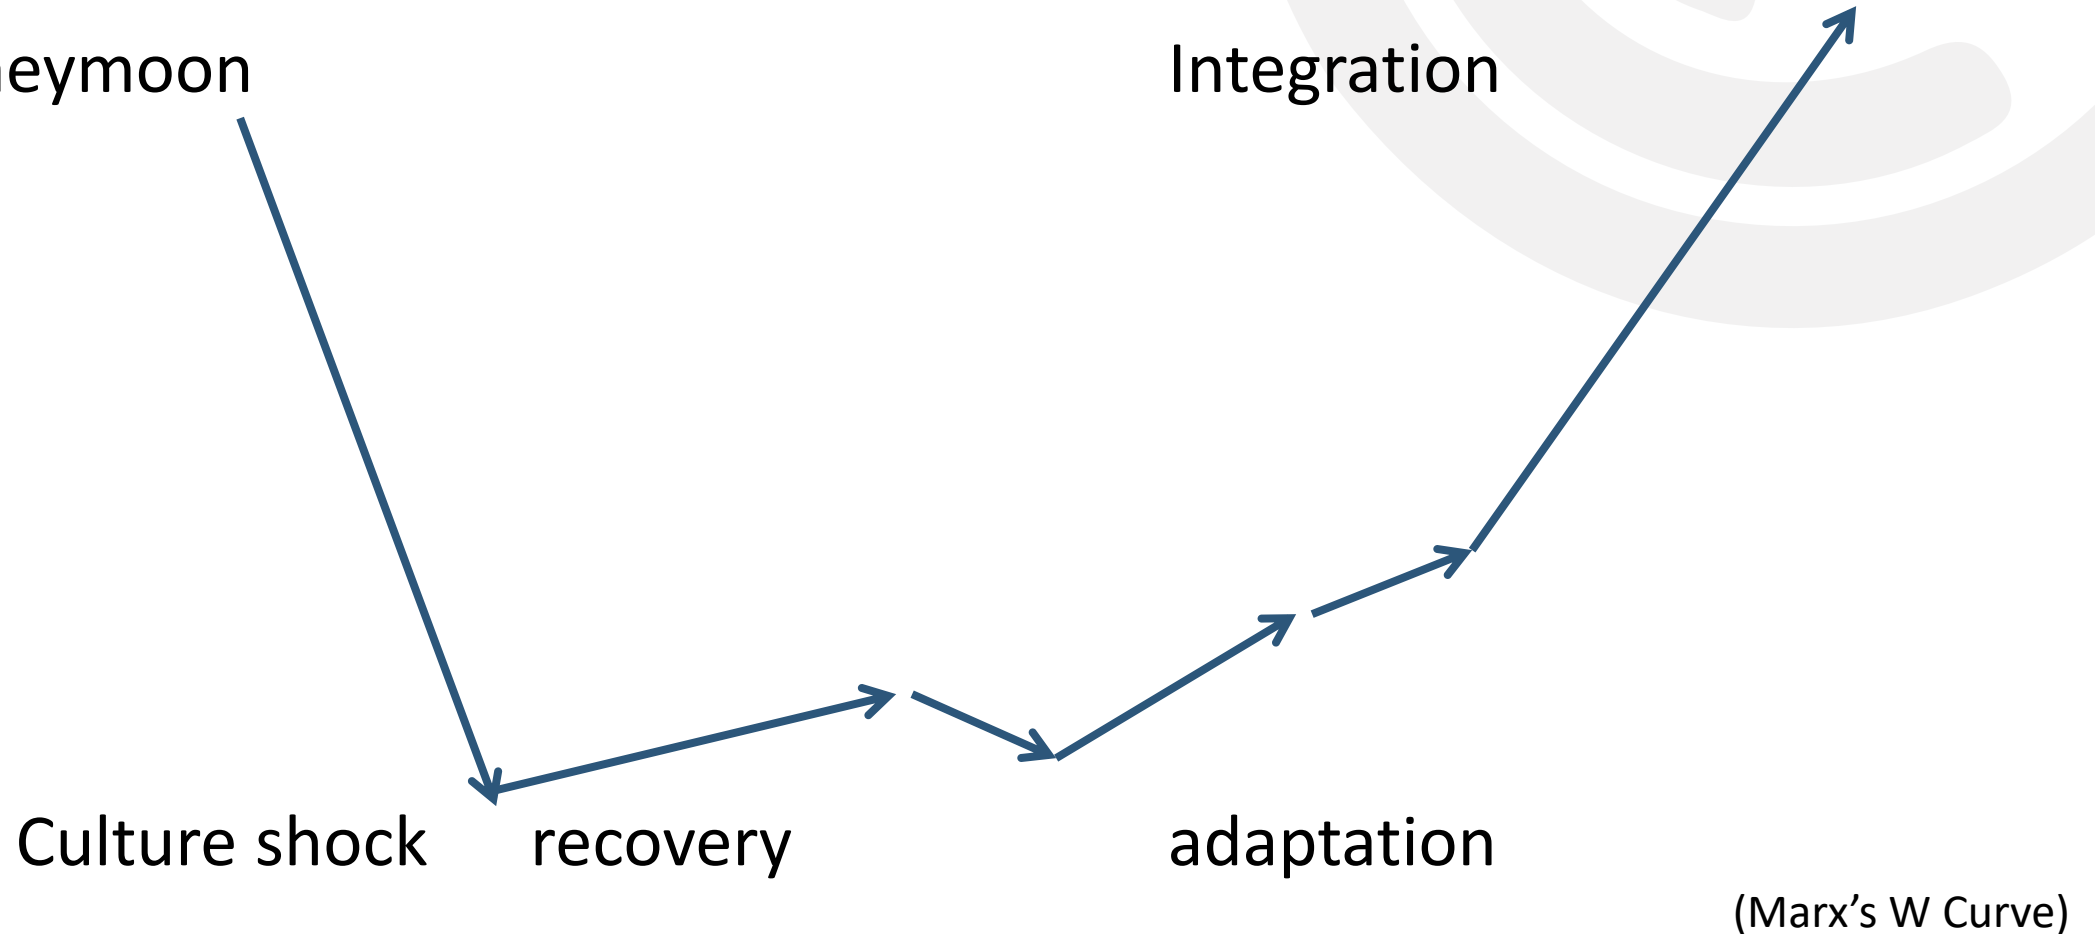 eymoon
Integration
Culture shock
recovery
adaptation
(Marx's W Curve)